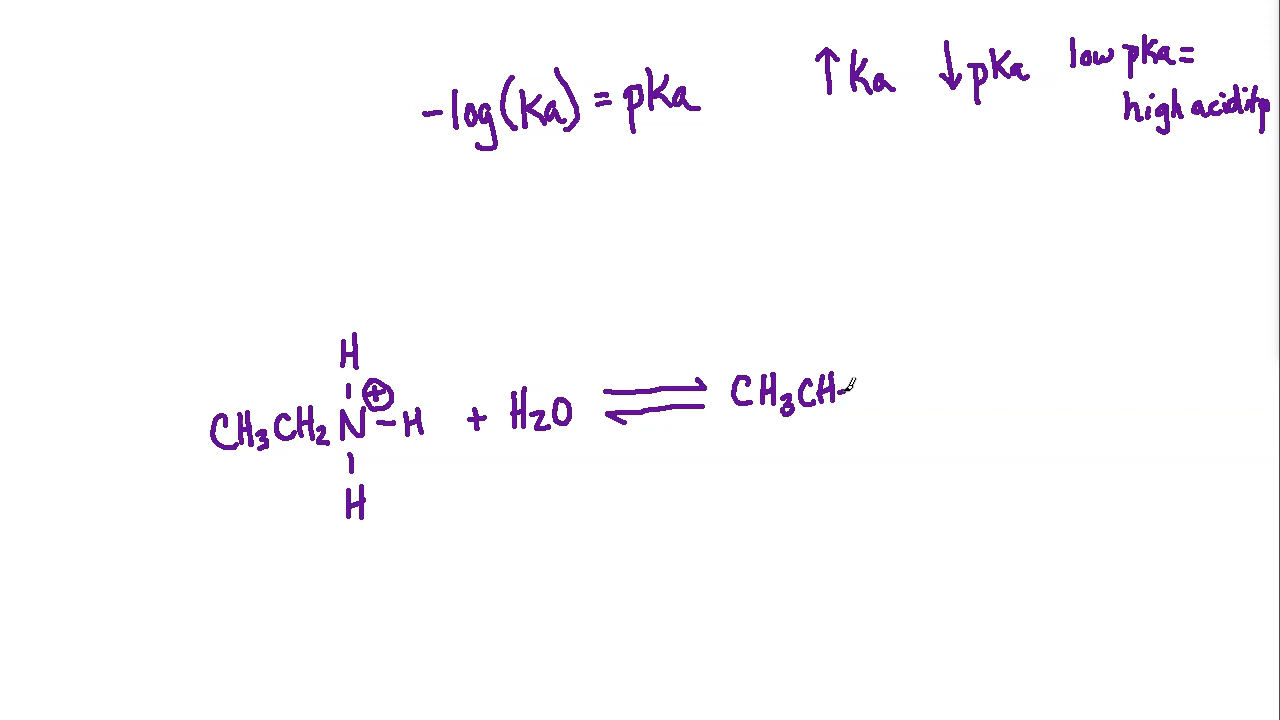 -log(Ka) = pKa
↑Ka ↓pKa low pKa =
high acidity
H
CH₃CH₂N⊕-H + H₂O ⇌ CH₃CH
H